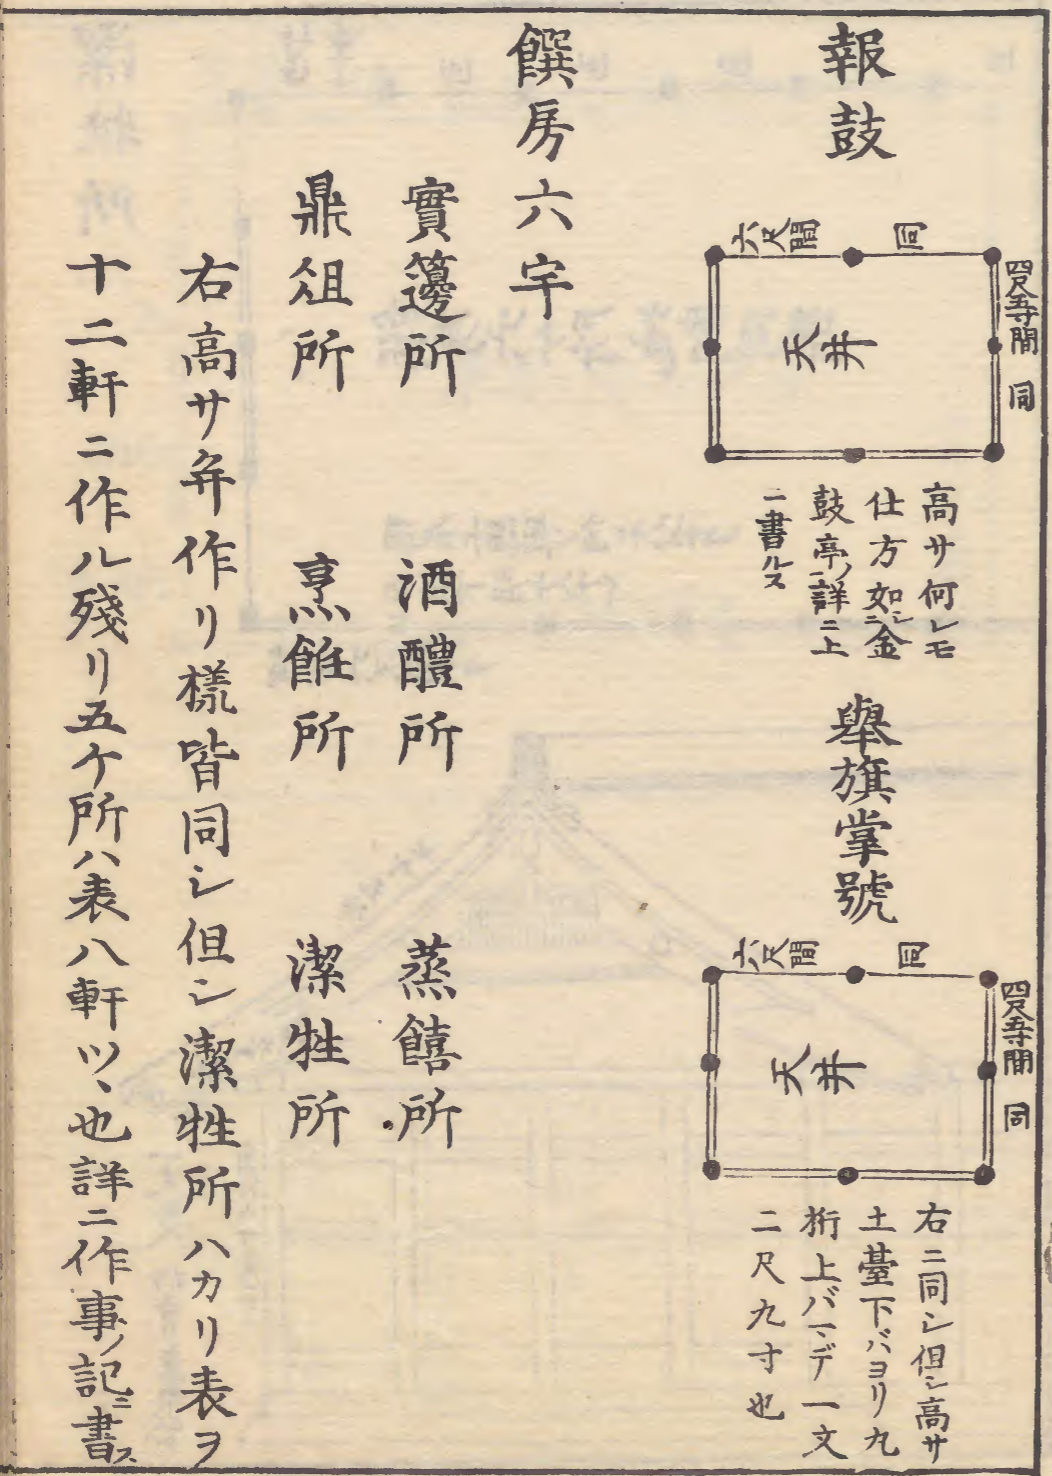 報鼓
六尺間 同
四尺五寸間 同
天井
高サ何レモ
仕方如シ金
鼓亭ノ詳ニ上
ニ書ルス
舉旗掌號
六尺間 同
四尺五寸間 同
天井
右ニ同シ但シ高サ
土臺下バヨリ九
桁上バマデ一丈
二尺九寸也
饌房六宇
實籩所 酒醴所 蒸饎所
鼎俎所 烹飪所 潔牲所
右高サ并作リ樣皆同シ但シ潔牲所ハカリ表ヲ
十二軒ニ作ル殘リ五ケ所ハ表八軒ツヽ也詳ニ作事ノ記ニ書ス